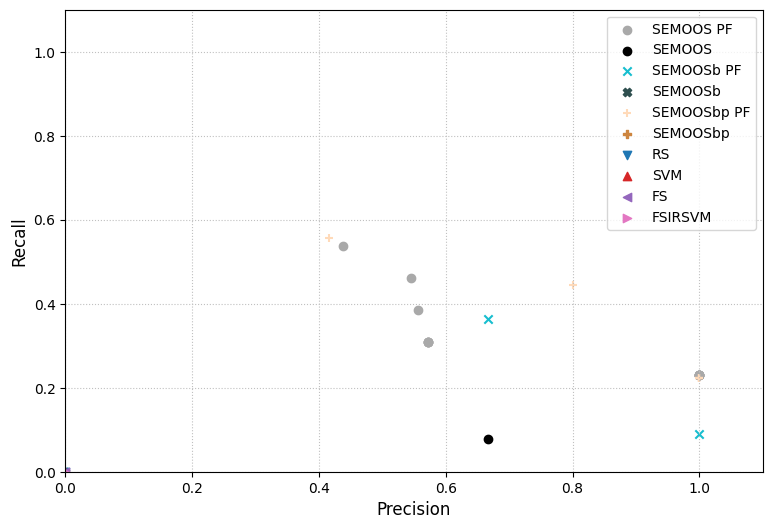 SEMOOS PF
SEMOOS
SEMOOSb PF
SEMOOSb
SEMOOSbp PF
SEMOOSbp
RS
SVM
FS
FSIRSVM
Recall
1.0
0.8
0.6
0.4
0.2
0.0
0.0 0.2 0.4 0.6 0.8 1.0
Precision